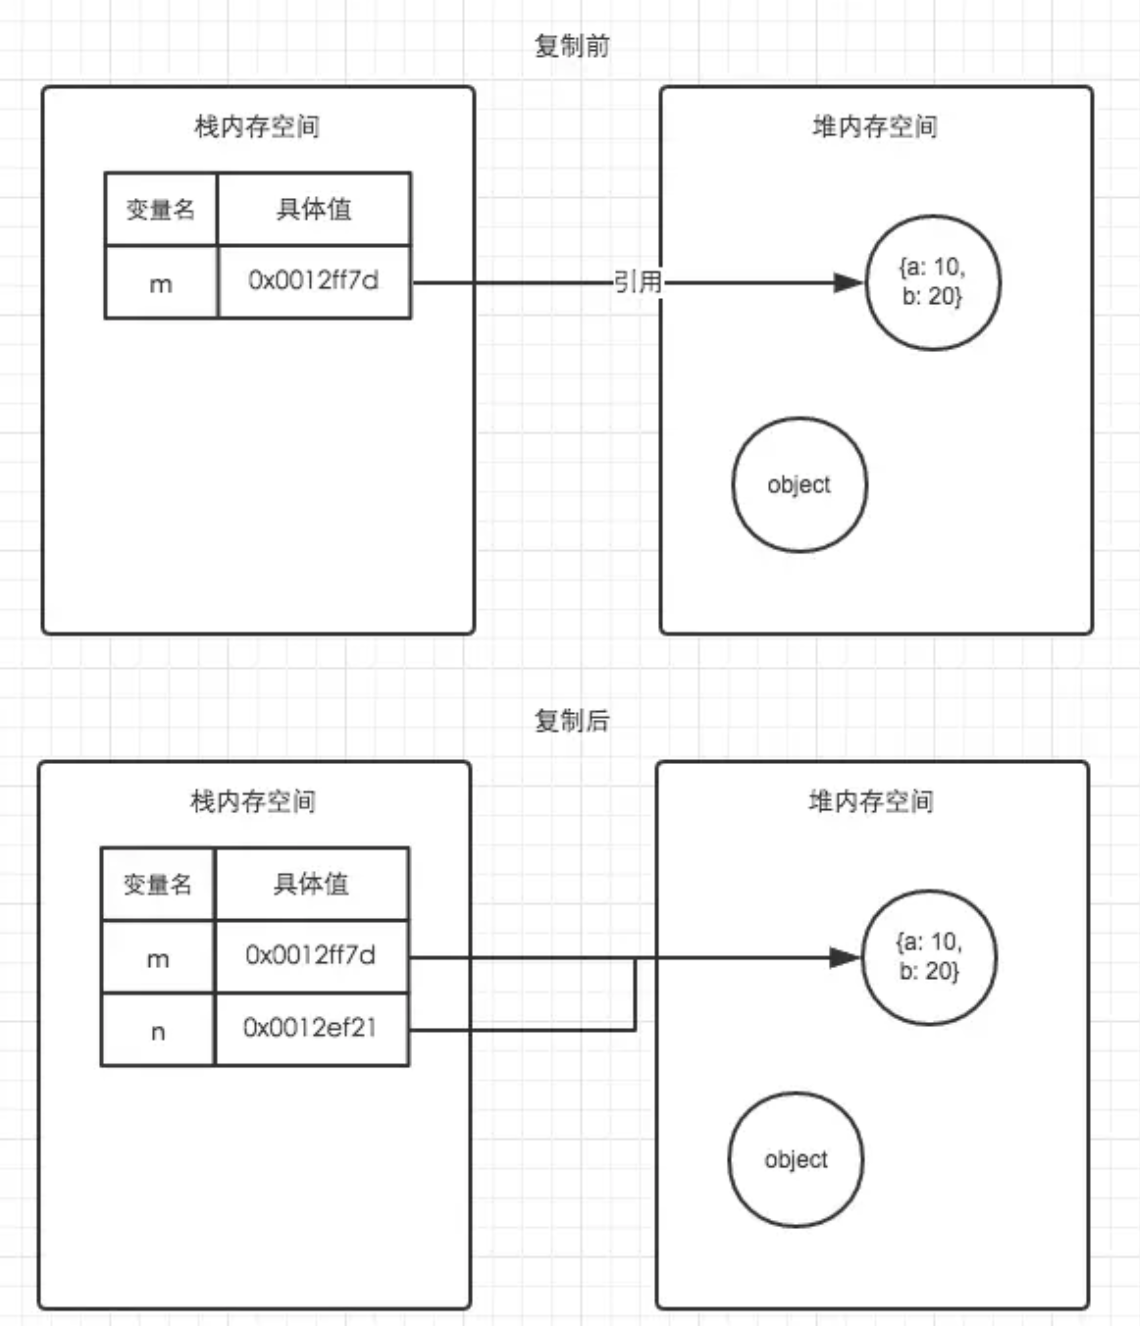 复制前
栈内存空间
堆内存空间
变量名
具体值
m
0x0012ff7d
引用
{a: 10,
b: 20}
object
复制后
栈内存空间
堆内存空间
变量名
具体值
m
0x0012ff7d
n
0x0012ef21
{a: 10,
b: 20}
object